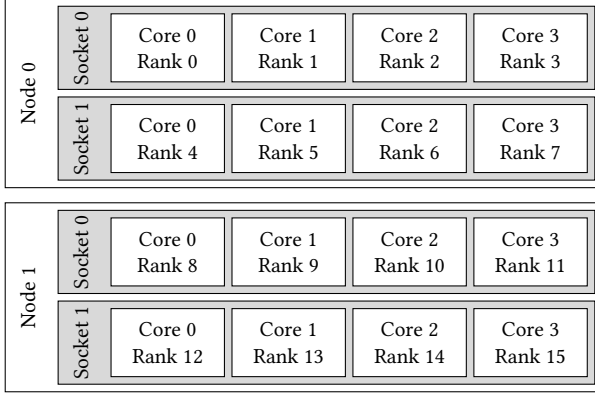 Node 0
Socket 0
Core 0 Core 1 Core 2 Core 3
Rank 0 Rank 1 Rank 2 Rank 3
Socket 1
Core 0 Core 1 Core 2 Core 3
Rank 4 Rank 5 Rank 6 Rank 7
Node 1
Socket 0
Core 0 Core 1 Core 2 Core 3
Rank 8 Rank 9 Rank 10 Rank 11
Socket 1
Core 0 Core 1 Core 2 Core 3
Rank 12 Rank 13 Rank 14 Rank 15